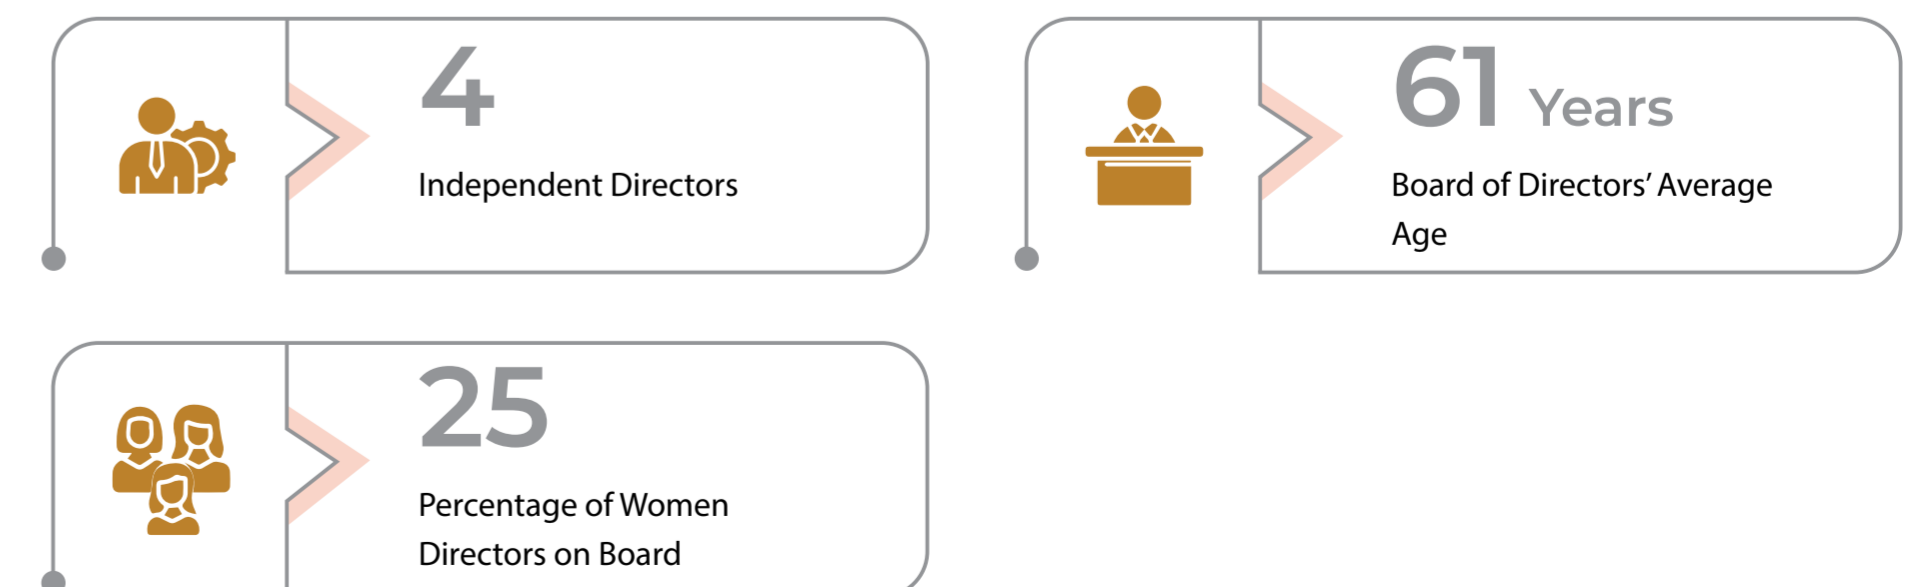 4
Independent Directors
61 Years
Board of Directors’ Average
Age
25
Percentage of Women
Directors on Board